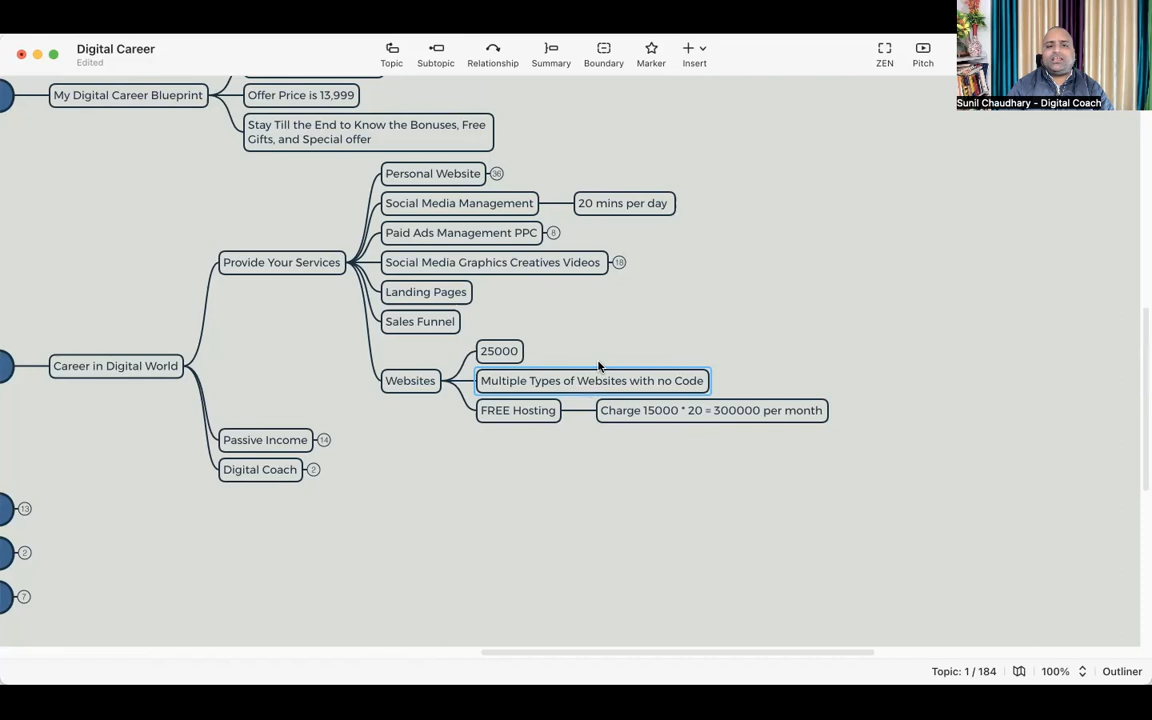 Digital Career
Edited
Topic
Subtopic
Relationship
Summary
Boundary
Marker
Insert
ZEN
Pitch
Sunil Chaudhary - Digital Coach
My Digital Career Blueprint
Offer Price is 13,999
Stay Till the End to Know the Bonuses, Free
Gifts, and Special offer
Personal Website
36
Social Media Management
20 mins per day
Paid Ads Management PPC
8
Provide Your Services
Social Media Graphics Creatives Videos
18
Landing Pages
Sales Funnel
25000
Career in Digital World
Websites
Multiple Types of Websites with no Code
FREE Hosting
Charge 15000 * 20 = 300000 per month
Passive Income
14
Digital Coach
2
13
2
7
Topic: 1 / 184
100%
Outliner